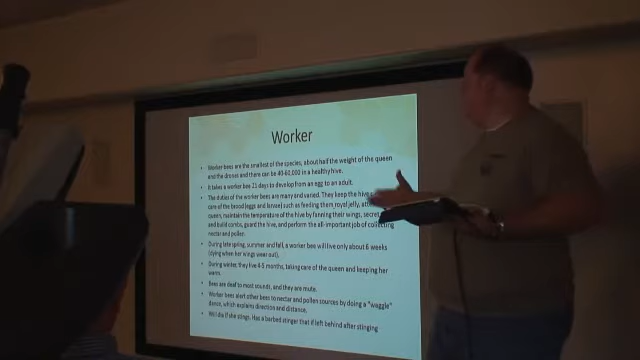 Worker
• Worker bees are the smallest of the species, about half the weight of the queen
and the drones and there can be 40-60,000 in a healthy hive.
• It takes a worker bee 21 days to develop from an egg to an adult.
• The duties of the worker bees are many and varied. They keep the hive
care of the brood (eggs and larvae) such as feeding them royal jelly,
queen, maintain the temperature of the hive by fanning their wings,
and build combs, guard the hive, and perform the all-important job of collecting
nectar and pollen.
• During late spring, summer and fall, a worker bee will live only about 6 weeks
(dying when her wings wear out).
• During winter, they live 4-5 months, taking care of the queen and keeping her
warm.
• Bees are deaf to most sounds, and they are mute.
• Worker bees alert other bees to nectar and pollen sources by doing a "waggle"
dance, which explains direction and distance.
• Will die if she stings. Has a barbed stinger that if left behind after stinging